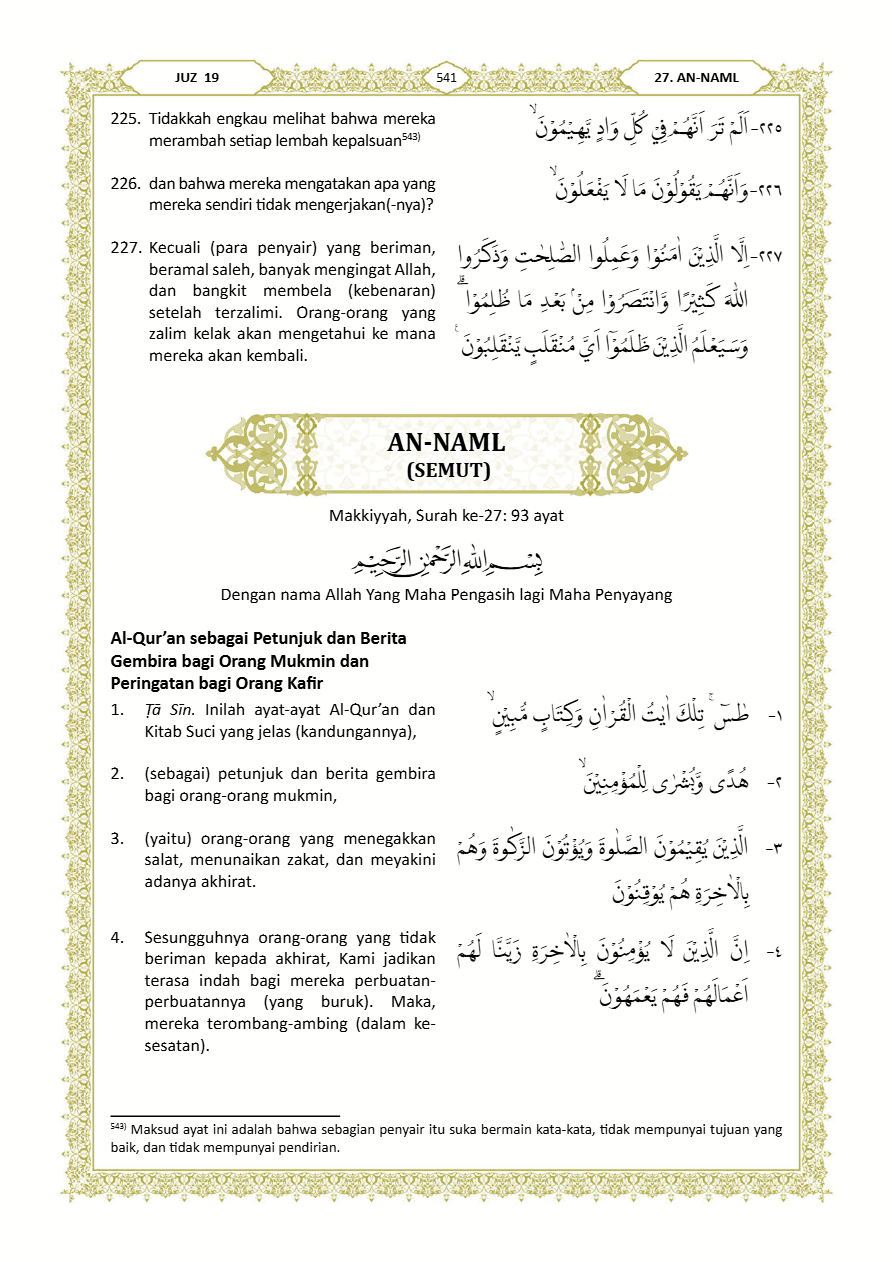 JUZ 19
541
27. AN-NAML
225. Tidakkah engkau melihat bahwa mereka
merambah setiap lembah kepalsuan⁵⁴³⁾
٢٢٥- اَلَمْ تَرَ اَنَّهُمْ فِيْ كُلِّ وَادٍ يَّهِيْمُوْنَۙ
226. dan bahwa mereka mengatakan apa yang
mereka sendiri tidak mengerjakan(-nya)?
٢٢٦- وَاَنَّهُمْ يَقُوْلُوْنَ مَا لَا يَفْعَلُوْنَۙ
227. Kecuali (para penyair) yang beriman,
beramal saleh, banyak mengingat Allah,
dan bangkit membela (kebenaran)
setelah terzalimi. Orang-orang yang
zalim kelak akan mengetahui ke mana
mereka akan kembali.
٢٢٧- اِلَّا الَّذِيْنَ اٰمَنُوْا وَعَمِلُوا الصّٰلِحٰتِ وَذَكَرُوا
اللّٰهَ كَثِيْرًا وَّانْتَصَرُوْا مِنْۢ بَعْدِ مَا ظُلِمُوْاۗ
وَسَيَعْلَمُ الَّذِيْنَ ظَلَمُوْٓا اَيَّ مُنْقَلَبٍ يَّنْقَلِبُوْنَࣖ
AN-NAML
(SEMUT)
Makkiyyah, Surah ke-27: 93 ayat
بِسْمِ اللّٰهِ الرَّحْمٰنِ الرَّحِيْمِ
Dengan nama Allah Yang Maha Pengasih lagi Maha Penyayang
Al-Qur’an sebagai Petunjuk dan Berita
Gembira bagi Orang Mukmin dan
Peringatan bagi Orang Kafir
1. Ṭā Sīn. Inilah ayat-ayat Al-Qur’an dan
Kitab Suci yang jelas (kandungannya),
١- طٰسۤۚ تِلْكَ اٰيٰتُ الْقُرْاٰنِ وَكِتَابٍ مُّبِيْنٍۙ
2. (sebagai) petunjuk dan berita gembira
bagi orang-orang mukmin,
٢- هُدًى وَّبُشْرٰى لِلْمُؤْمِنِيْنَۙ
3. (yaitu) orang-orang yang menegakkan
salat, menunaikan zakat, dan meyakini
adanya akhirat.
٣- الَّذِيْنَ يُقِيْمُوْنَ الصَّلٰوةَ وَيُؤْتُوْنَ الزَّكٰوةَ وَهُمْ
بِالْاٰخِرَةِ هُمْ يُوْقِنُوْنَ
4. Sesungguhnya orang-orang yang tidak
beriman kepada akhirat, Kami jadikan
terasa indah bagi mereka perbuatan-
perbuatannya (yang buruk). Maka,
mereka terombang-ambing (dalam ke-
sesatan).
٤- اِنَّ الَّذِيْنَ لَا يُؤْمِنُوْنَ بِالْاٰخِرَةِ زَيَّنَّا لَهُمْ
اَعْمَالَهُمْ فَهُمْ يَعْمَهُوْنَۗ
⁵⁴³⁾ Maksud ayat ini adalah bahwa sebagian penyair itu suka bermain kata-kata, tidak mempunyai tujuan yang
baik, dan tidak mempunyai pendirian.